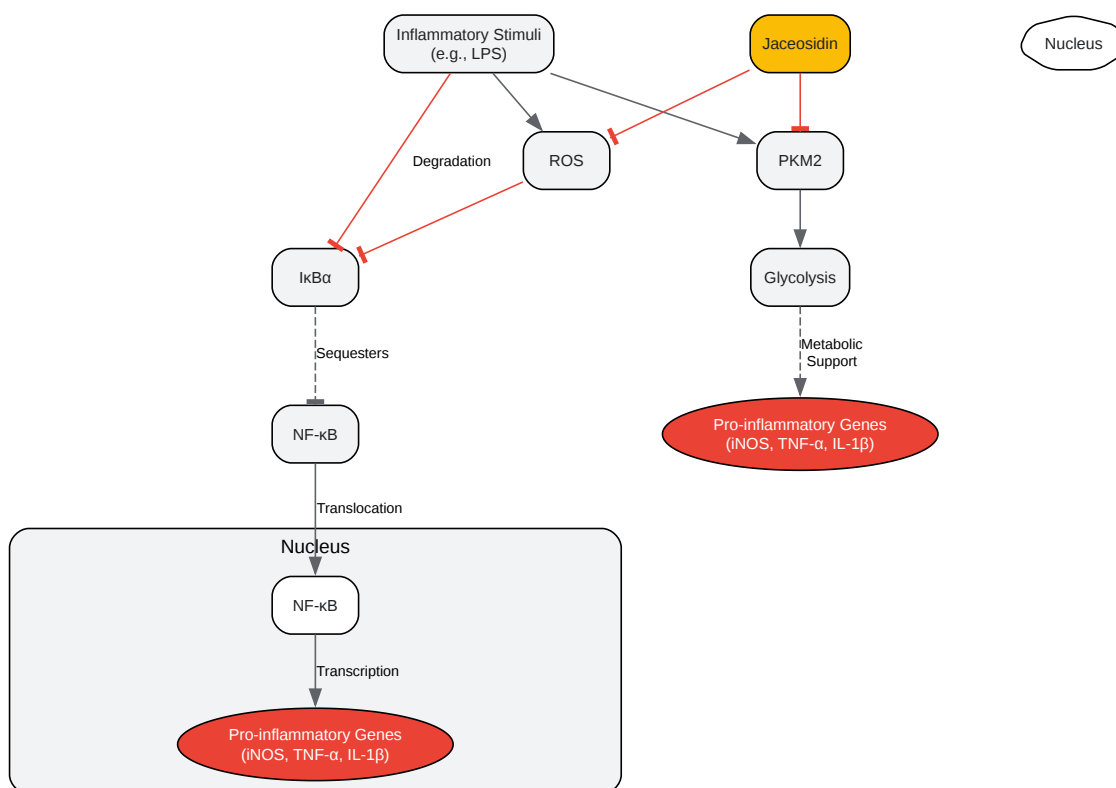 Inflammatory Stimuli
(e.g., LPS)
Jaceosidin
Nucleus
Degradation
ROS
PKM2
IκBα
Glycolysis
Sequesters
Metabolic
Support
NF-κB
Pro-inflammatory Genes
(iNOS, TNF-α, IL-1β)
Translocation
Nucleus
NF-κB
Transcription
Pro-inflammatory Genes
(iNOS, TNF-α, IL-1β)